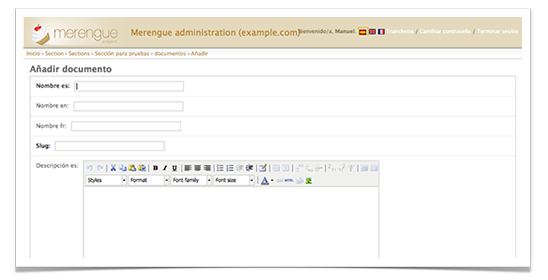 merengue
Merengue administration (example.com)
Bienvenido/a, Manuel.
/ Cambiar contraseña / Terminar sesión
Inicio › Section › Sections › Sección para pruebas › documentos › Añadir
Añadir documento
Nombre es:
Nombre en:
Nombre fr:
Slug:
Descripción es:
B I U
HTML
Styles Format Font family Font size A